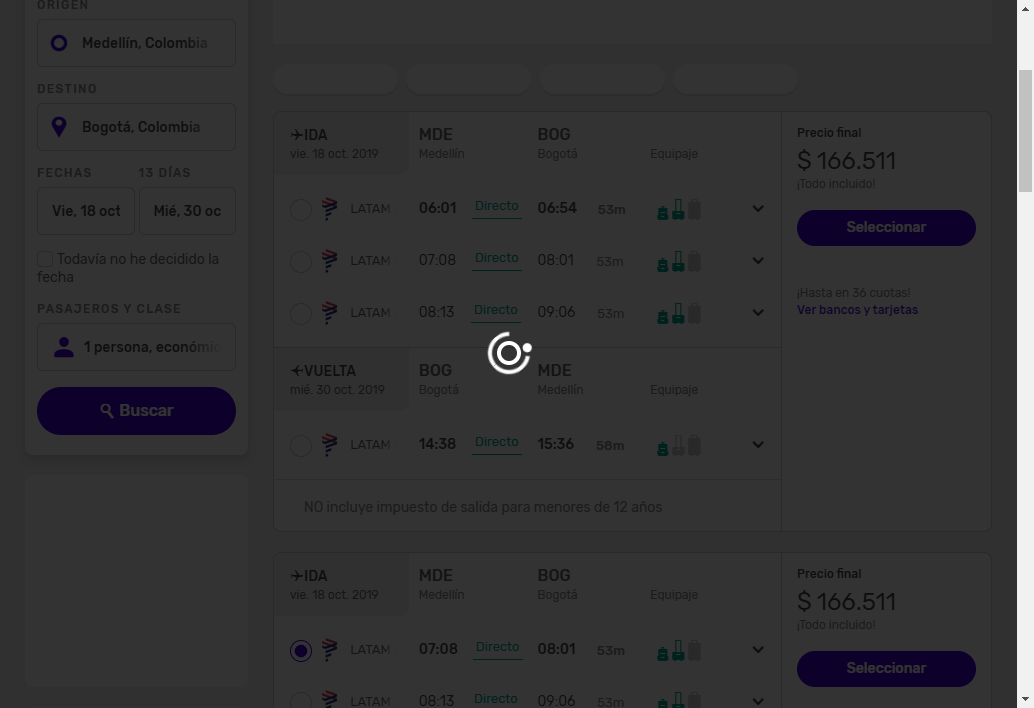 ORIGEN
Medellín, Colombia
DESTINO
Bogotá, Colombia
FECHAS 13 DÍAS
Vie, 18 oct Mié, 30 oc
Todavía no he decidido la
fecha
PASAJEROS Y CLASE
1 persona, económic
Buscar
IDA MDE BOG
vie. 18 oct. 2019 Medellín Bogotá Equipaje
LATAM 06:01 Directo 06:54 53m
LATAM 07:08 Directo 08:01 53m
LATAM 08:13 Directo 09:06 53m
VUELTA BOG MDE
mié. 30 oct. 2019 Bogotá Medellín Equipaje
LATAM 14:38 Directo 15:36 58m
NO incluye impuesto de salida para menores de 12 años
Precio final
$ 166.511
¡Todo incluido!
Seleccionar
¡Hasta en 36 cuotas!
Ver bancos y tarjetas
IDA MDE BOG
vie. 18 oct. 2019 Medellín Bogotá Equipaje
LATAM 07:08 Directo 08:01 53m
LATAM 08:13 Directo 09:06 53m
Precio final
$ 166.511
¡Todo incluido!
Seleccionar